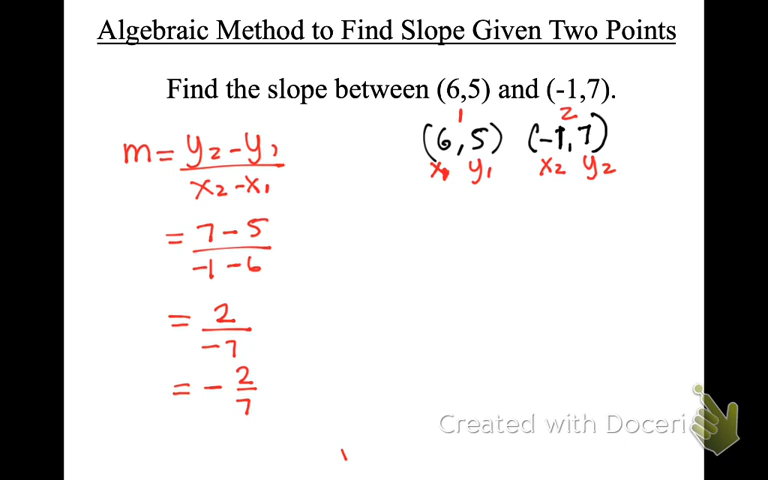 Algebraic Method to Find Slope Given Two Points
Find the slope between (6,5) and (-1,7).
1 2
(6,5) (-1,7)
x1 y1 x2 y2
m = y2 - y1
x2 - x1
= 7 - 5
-1 - 6
= 2
-7
= - 2
7
Created with Doceri